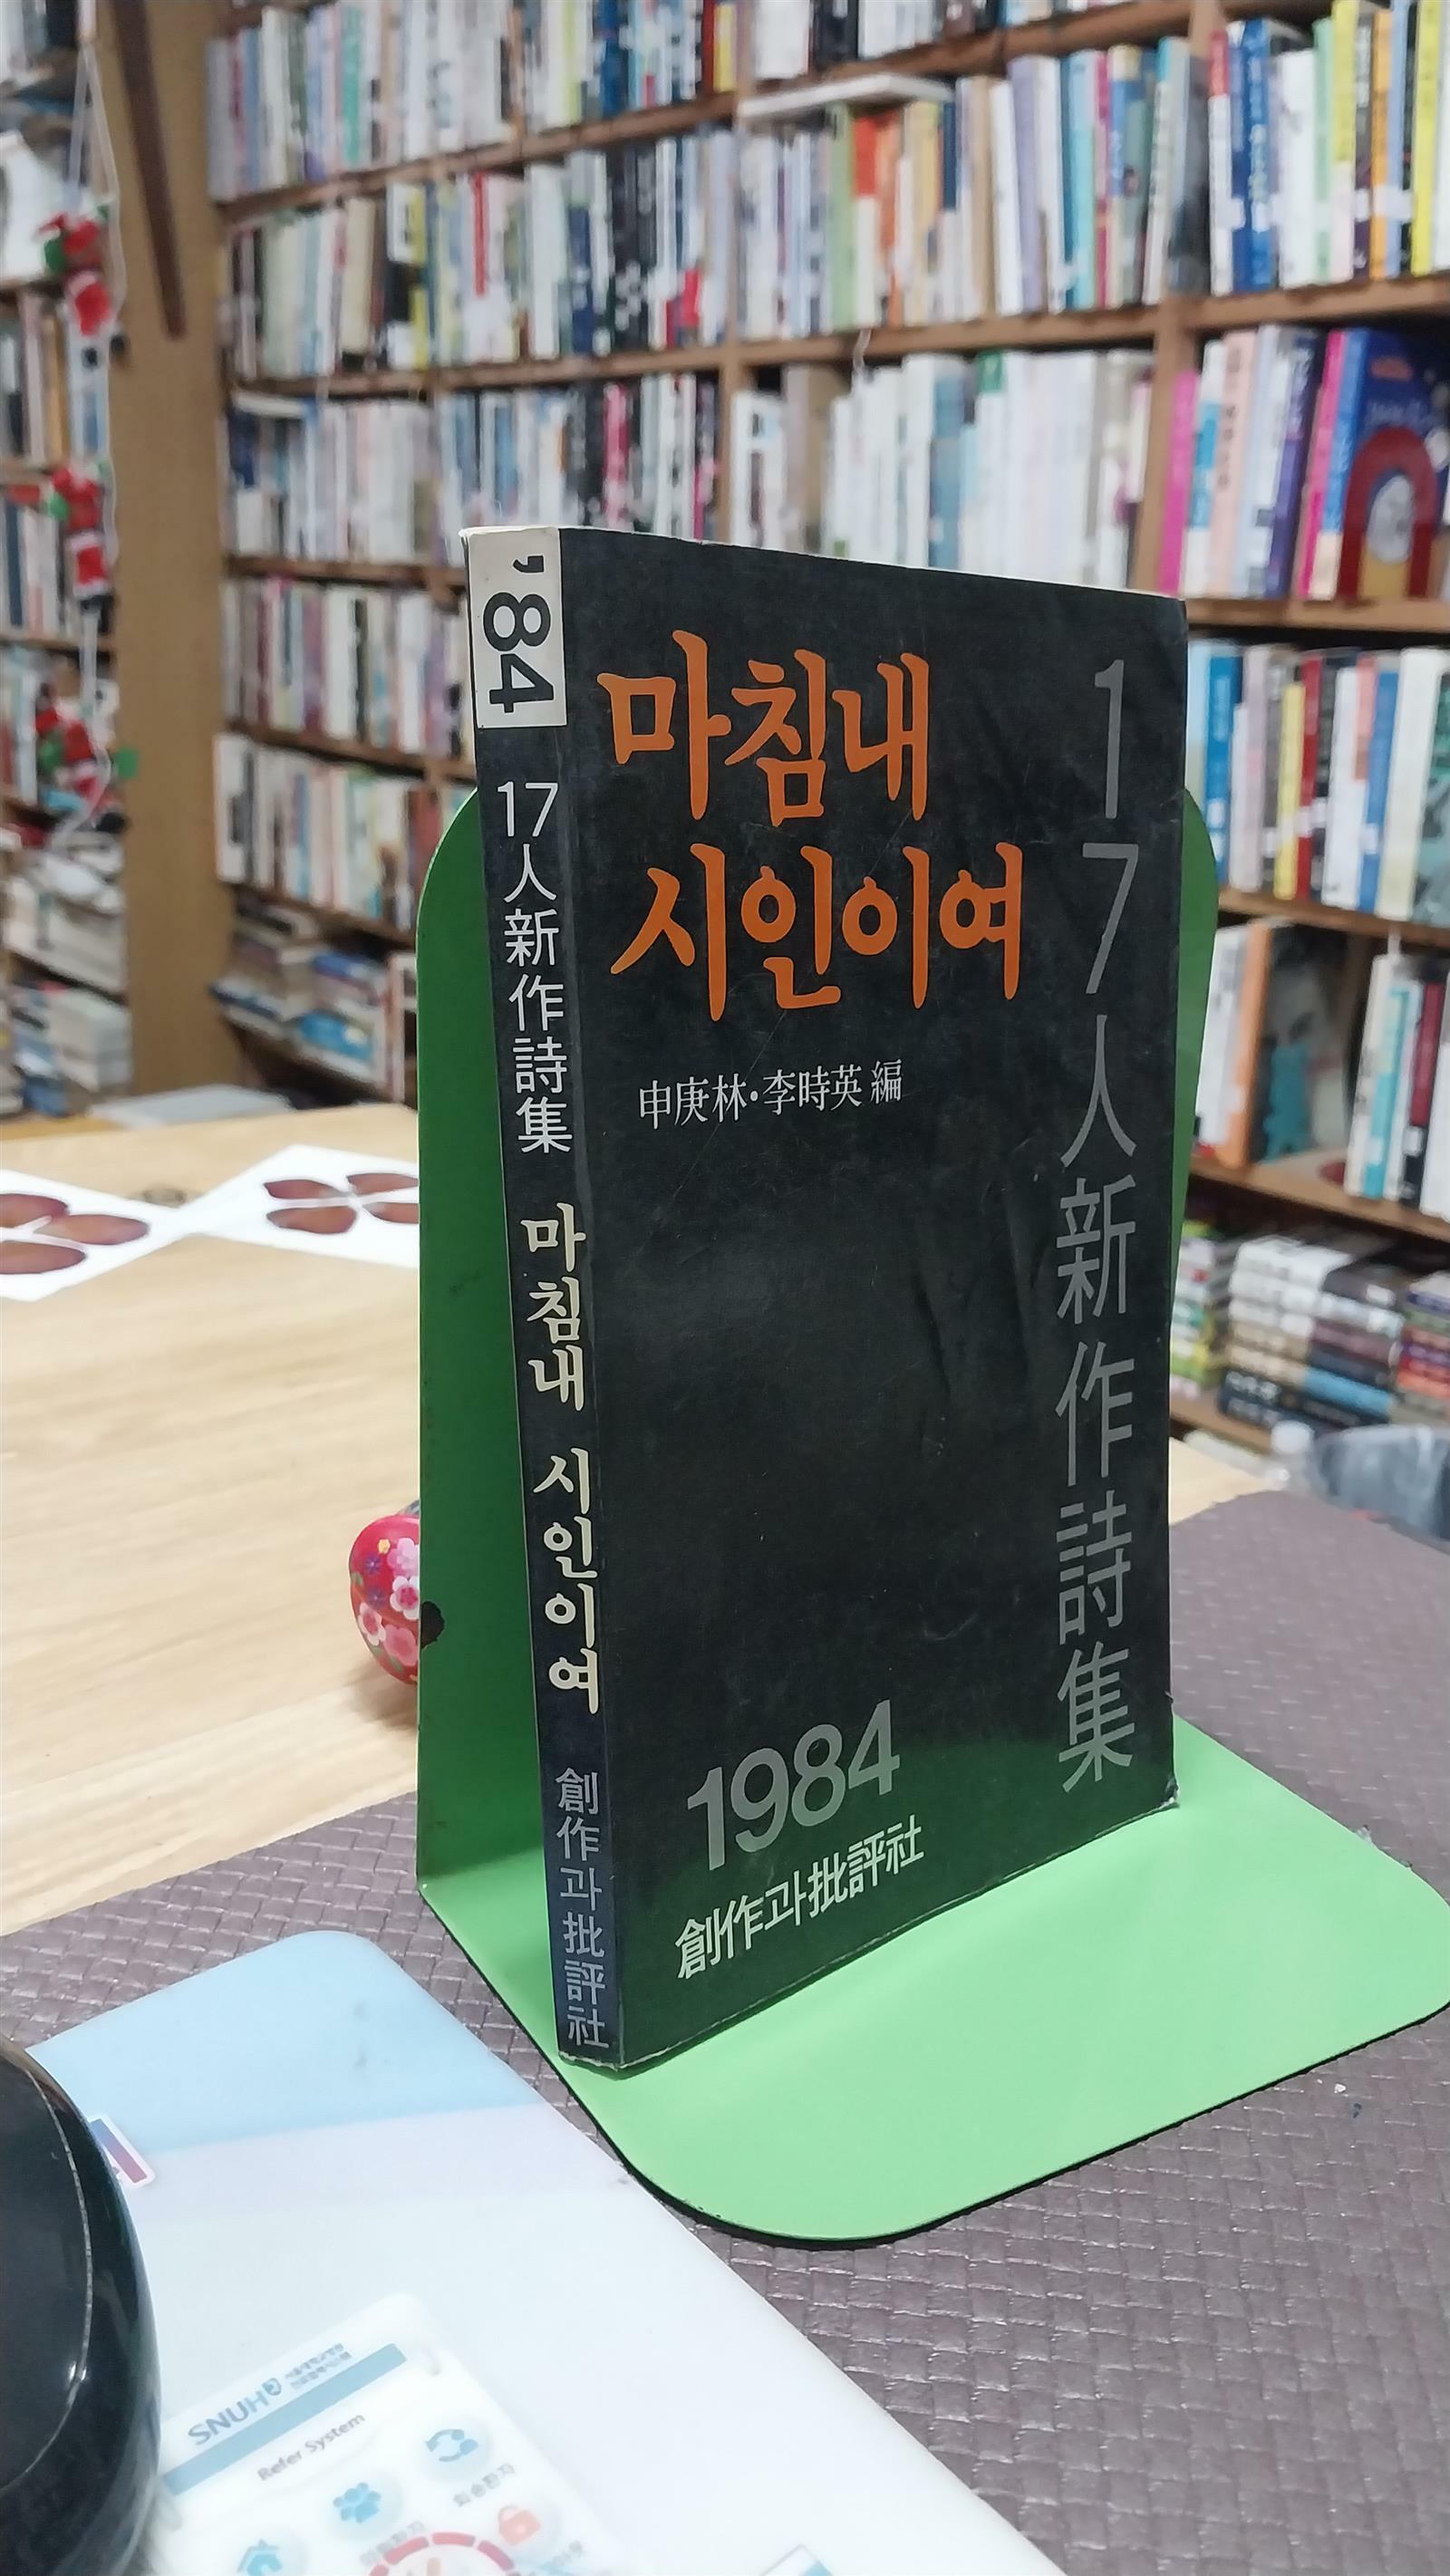 '84
17人新作詩集
마침내 시인이여
創作과批評社
마침내
시인이여
申庚林·李時英 編
17人新作詩集
1984
創作과批評社
SNUH
Refer System